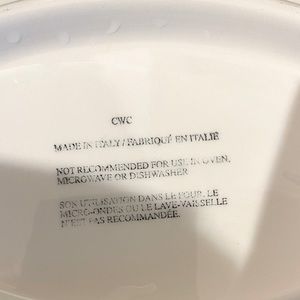 CWC
MADE IN ITALY / FABRIQUÉ EN ITALIE
NOT RECOMMENDED FOR USE IN OVEN,
MICROWAVE OR DISHWASHER
SON UTILISATION DANS LE FOUR, LE
MICRO-ONDES OU LE LAVE-VAISSELLE
N'EST PAS RECOMMANDÉE.